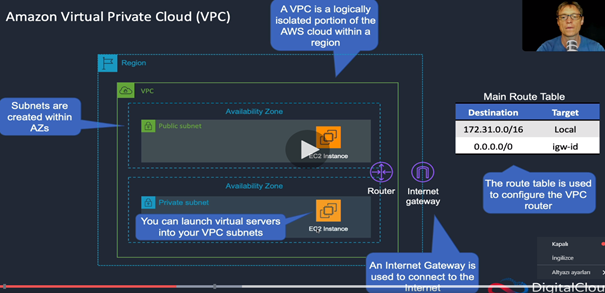 Amazon Virtual Private Cloud (VPC)
A VPC is a logically
isolated portion of the
AWS cloud within a
region
Region
VPC
Subnets are
created within
AZs
Availability Zone
Public subnet
EC2 Instance
Availability Zone
Private subnet
You can launch virtual servers
into your VPC subnets
EC2 Instance
Router
Internet
gateway
Main Route Table
Destination Target
172.31.0.0/16 Local
0.0.0.0/0 igw-id
The route table is used
to configure the VPC
router
An Internet Gateway is
used to connect to the
Internet
Kapalı
İngilizce
Altyazı ayarları
DigitalCloud